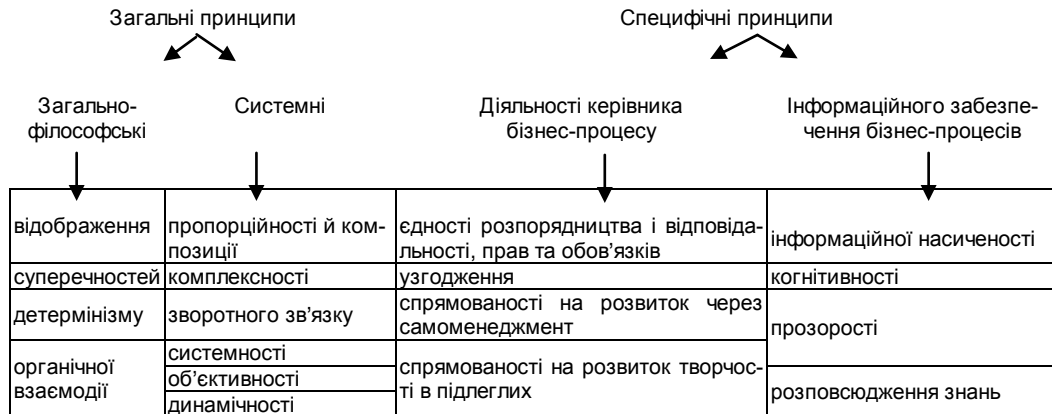 Загальні принципи
Специфічні принципи
Загально-
філософські
Системні
Діяльності керівника
бізнес-процесу
Інформаційного забезпе-
чення бізнес-процесів
відображення
пропорційності й ком-
позиції
єдності розпорядництва і відповіда-
льності, прав та обов’язків
інформаційної насиченості
суперечностей
комплексності
узгодження
когнітивності
детермінізму
зворотного зв’язку
спрямованості на розвиток через
самоменеджмент
прозорості
органічної
взаємодії
системності
об’єктивності
динамічності
спрямованості на розвиток творчос-
ті в підлеглих
розповсюдження знань